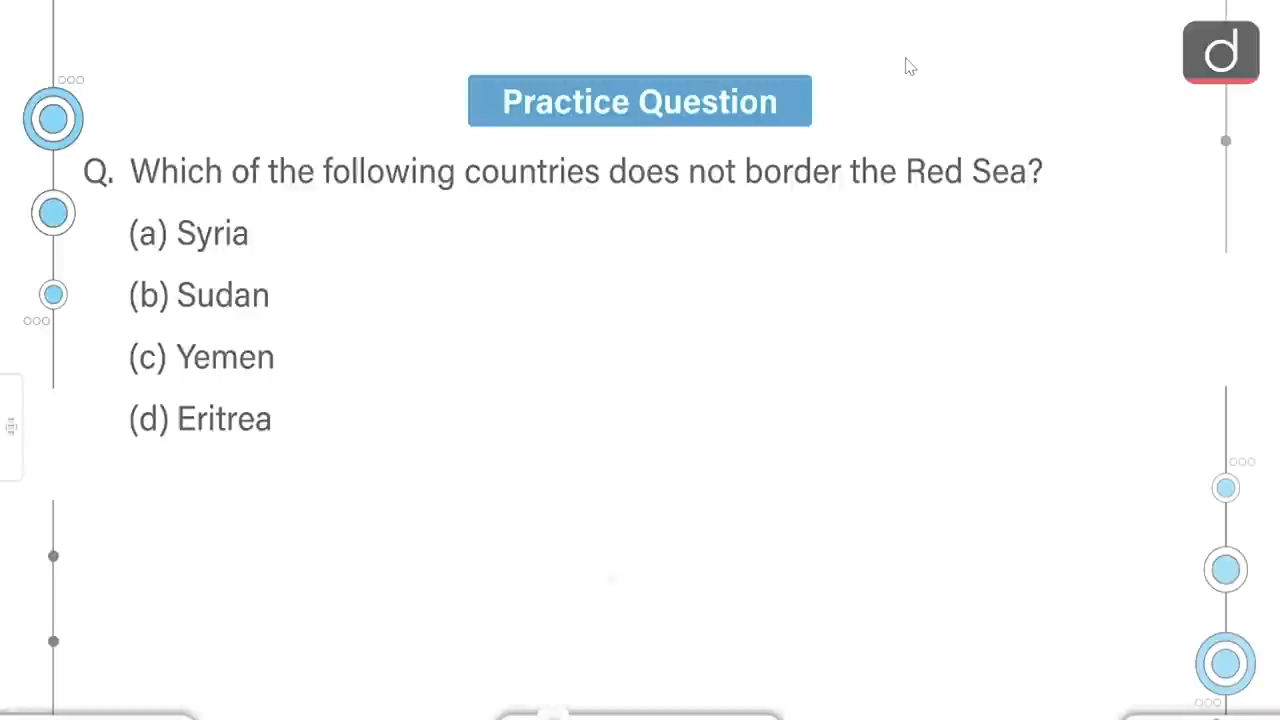 d
Practice Question
Q. Which of the following countries does not border the Red Sea?
(a) Syria
(b) Sudan
(c) Yemen
(d) Eritrea